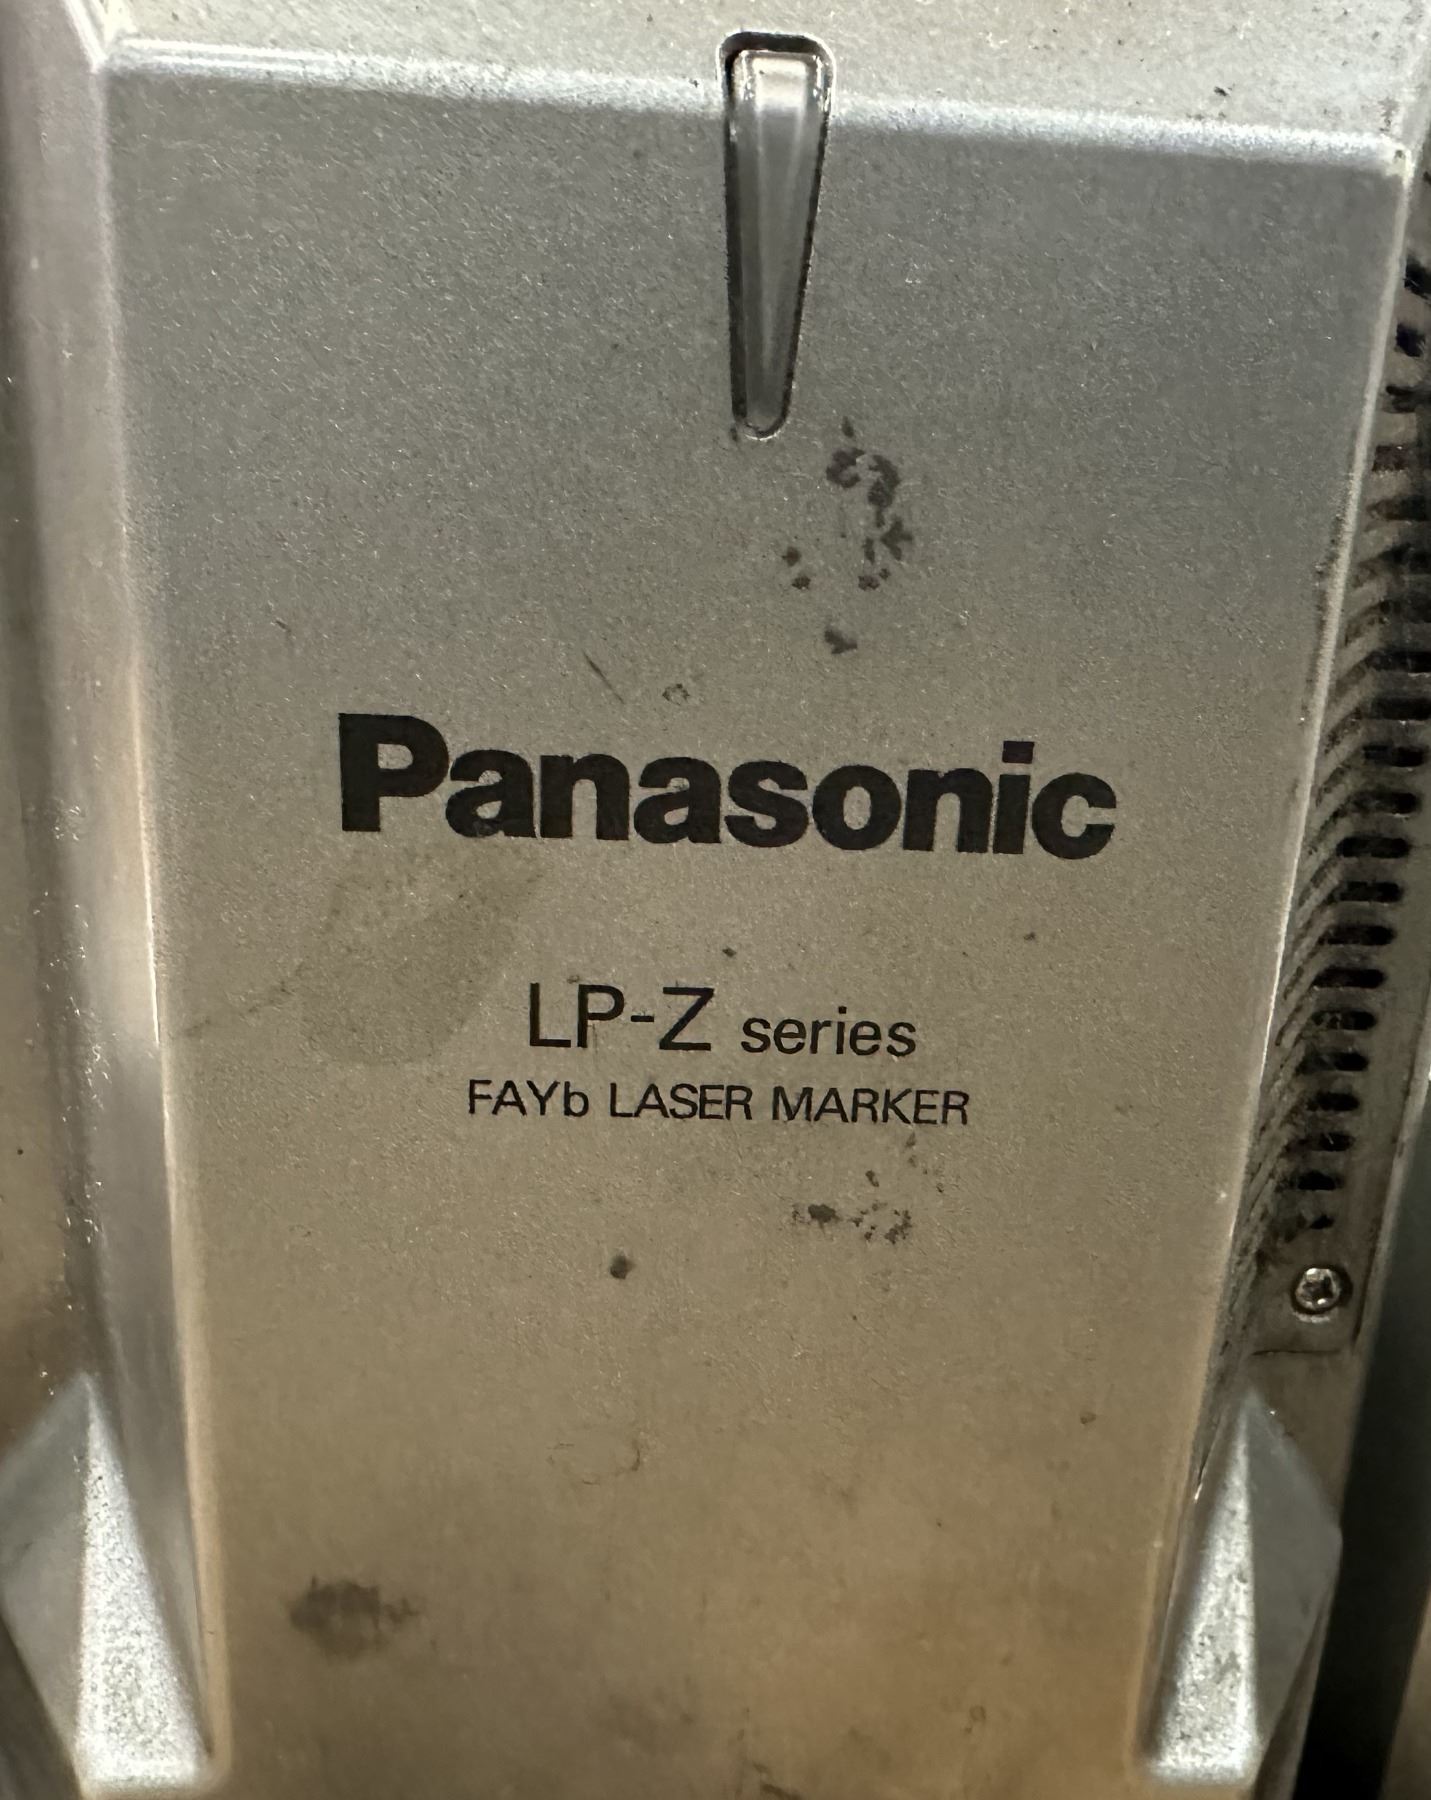 Panasonic
LP-Z series
FAYb LASER MARKER